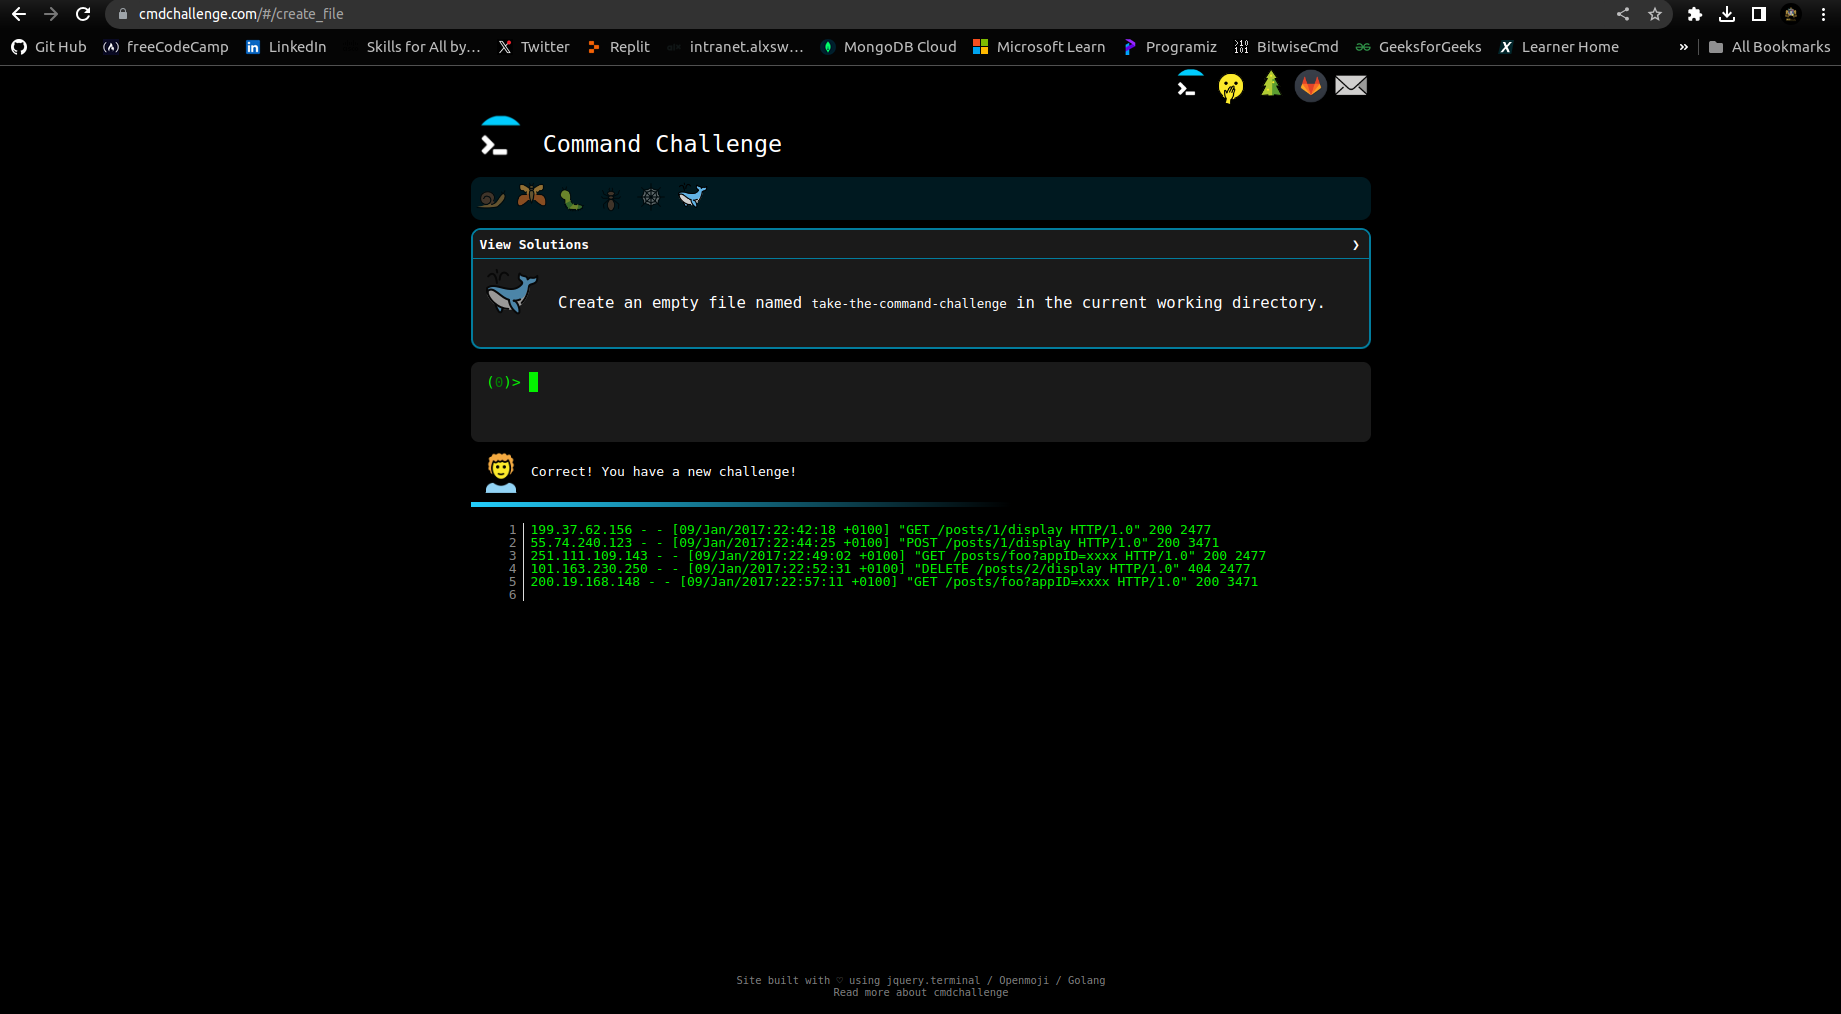 cmdchallenge.com/#/create_file
Git Hub freeCodeCamp LinkedIn Skills for All by... Twitter Replit intranet.alxsw... MongoDB Cloud Microsoft Learn Programiz BitwiseCmd GeeksforGeeks Learner Home » All Bookmarks
Command Challenge
View Solutions ❯
Create an empty file named take-the-command-challenge in the current working directory.
(0)>
Correct! You have a new challenge!
1 199.37.62.156 - - [09/Jan/2017:22:42:18 +0100] "GET /posts/1/display HTTP/1.0" 200 2477
2 55.74.240.123 - - [09/Jan/2017:22:44:25 +0100] "POST /posts/1/display HTTP/1.0" 200 3471
3 251.111.109.143 - - [09/Jan/2017:22:49:02 +0100] "GET /posts/foo?appID=xxxx HTTP/1.0" 200 2477
4 101.163.230.250 - - [09/Jan/2017:22:52:31 +0100] "DELETE /posts/2/display HTTP/1.0" 404 2477
5 200.19.168.148 - - [09/Jan/2017:22:57:11 +0100] "GET /posts/foo?appID=xxxx HTTP/1.0" 200 3471
6
Site built with ♡ using jquery.terminal / Openmoji / Golang
Read more about cmdchallenge